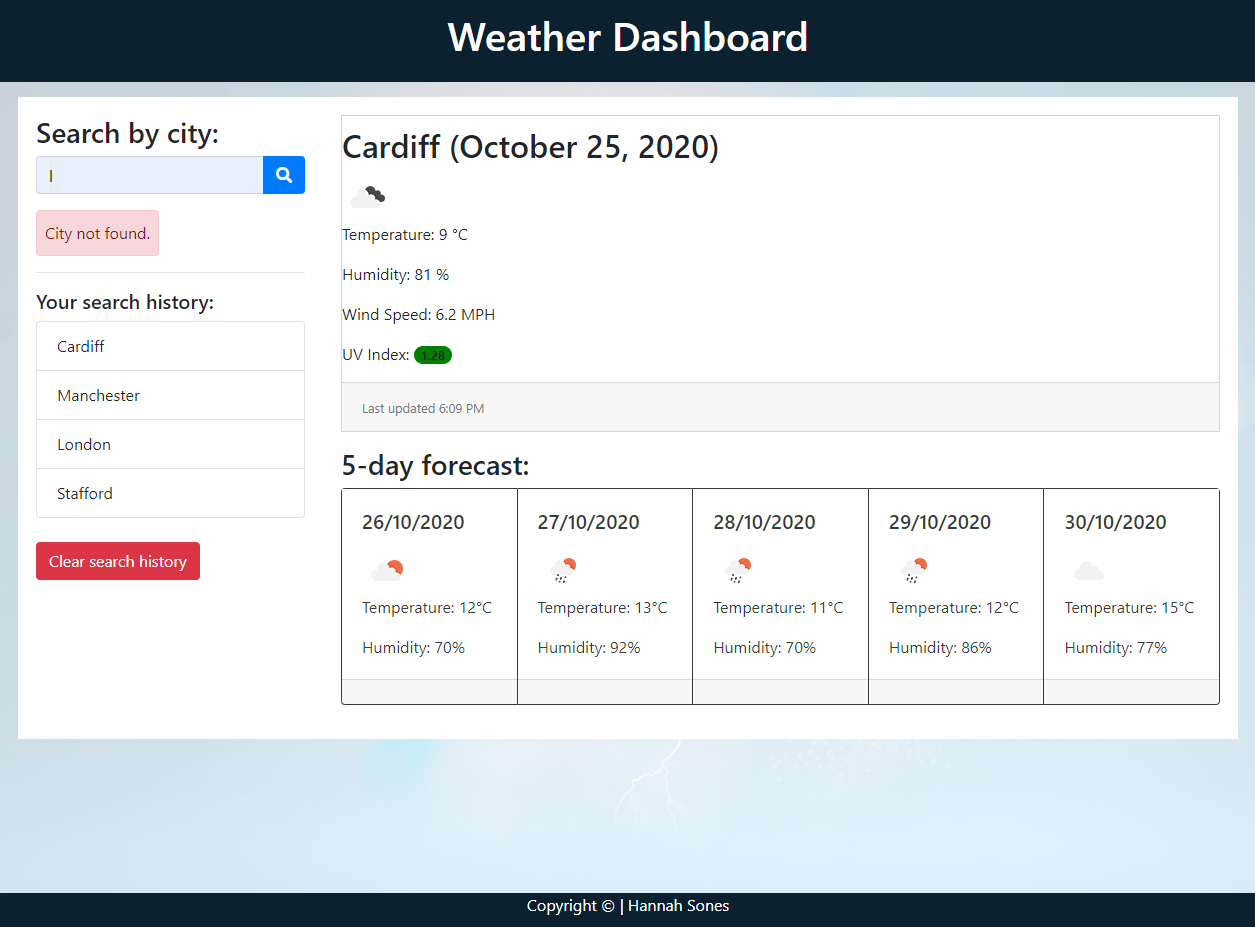 Weather Dashboard
Search by city:
l
City not found.
Your search history:
Cardiff
Manchester
London
Stafford
Clear search history
Cardiff (October 25, 2020)
Temperature: 9 °C
Humidity: 81 %
Wind Speed: 6.2 MPH
UV Index: 1.28
Last updated 6:09 PM
5-day forecast:
26/10/2020
Temperature: 12°C
Humidity: 70%
27/10/2020
Temperature: 13°C
Humidity: 92%
28/10/2020
Temperature: 11°C
Humidity: 70%
29/10/2020
Temperature: 12°C
Humidity: 86%
30/10/2020
Temperature: 15°C
Humidity: 77%
Copyright © | Hannah Sones